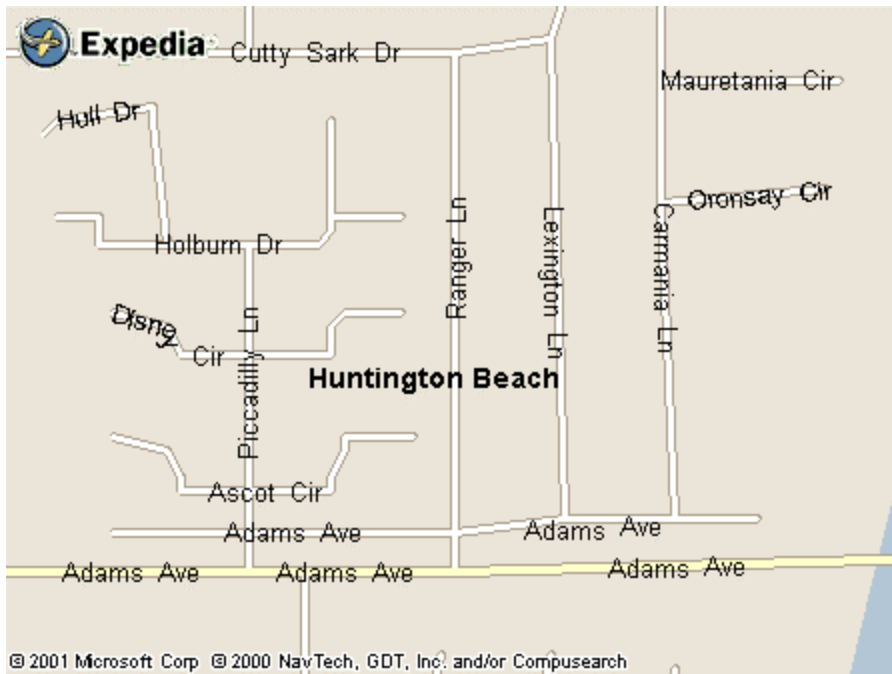 Expedia
Cutty Sark Dr
Mauretania Cir
Hull Dr
Oronsay Cir
Ranger Ln
Lexington Ln
Carmania Ln
Holburn Dr
Disney Cir
Piccadilly Ln
Huntington Beach
Ascot Cir
Adams Ave
Adams Ave
Adams Ave
Adams Ave
Adams Ave
© 2001 Microsoft Corp © 2000 NavTech, GDT, Inc. and/or Compusearch